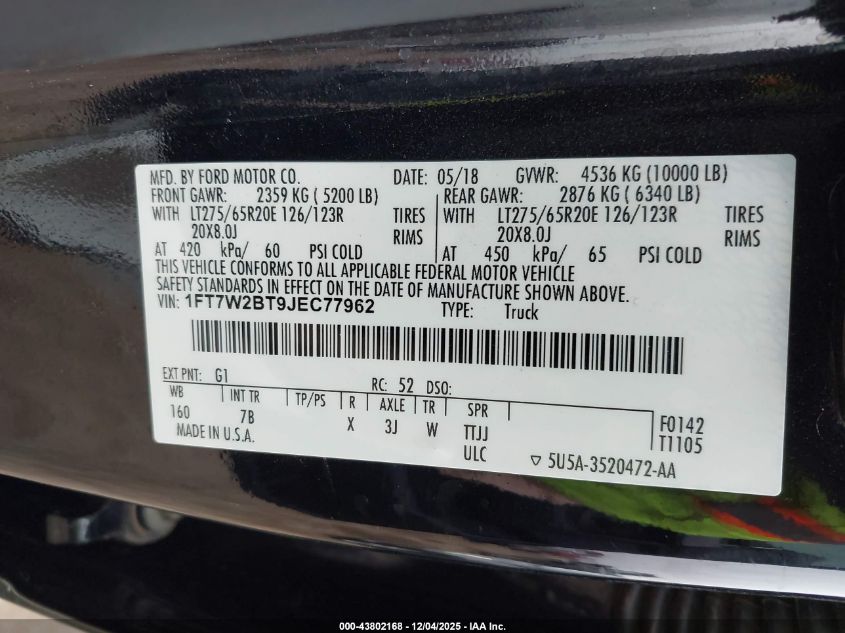 MFD. BY FORD MOTOR CO. DATE: 05/18 GVWR: 4536 KG (10000 LB)
FRONT GAWR: 2359 KG ( 5200 LB) REAR GAWR: 2876 KG ( 6340 LB)
WITH LT275/65R20E 126/123R TIRES WITH LT275/65R20E 126/123R TIRES
20X8.0J RIMS 20X8.0J RIMS
AT 420 kPa/ 60 PSI COLD AT 450 kPa/ 65 PSI COLD
THIS VEHICLE CONFORMS TO ALL APPLICABLE FEDERAL MOTOR VEHICLE
SAFETY STANDARDS IN EFFECT ON THE DATE OF MANUFACTURE SHOWN ABOVE.
VIN: 1FT7W2BT9JEC77962 TYPE: Truck
EXT PNT: G1 RC: 52 DSO:
WB INT TR TP/PS R AXLE TR SPR F0142
160 7B X 3J W TTJJ T1105
MADE IN U.S.A. ULC ▽ 5U5A-3520472-AA
000-43802168 - 12/04/2025 - IAA Inc.